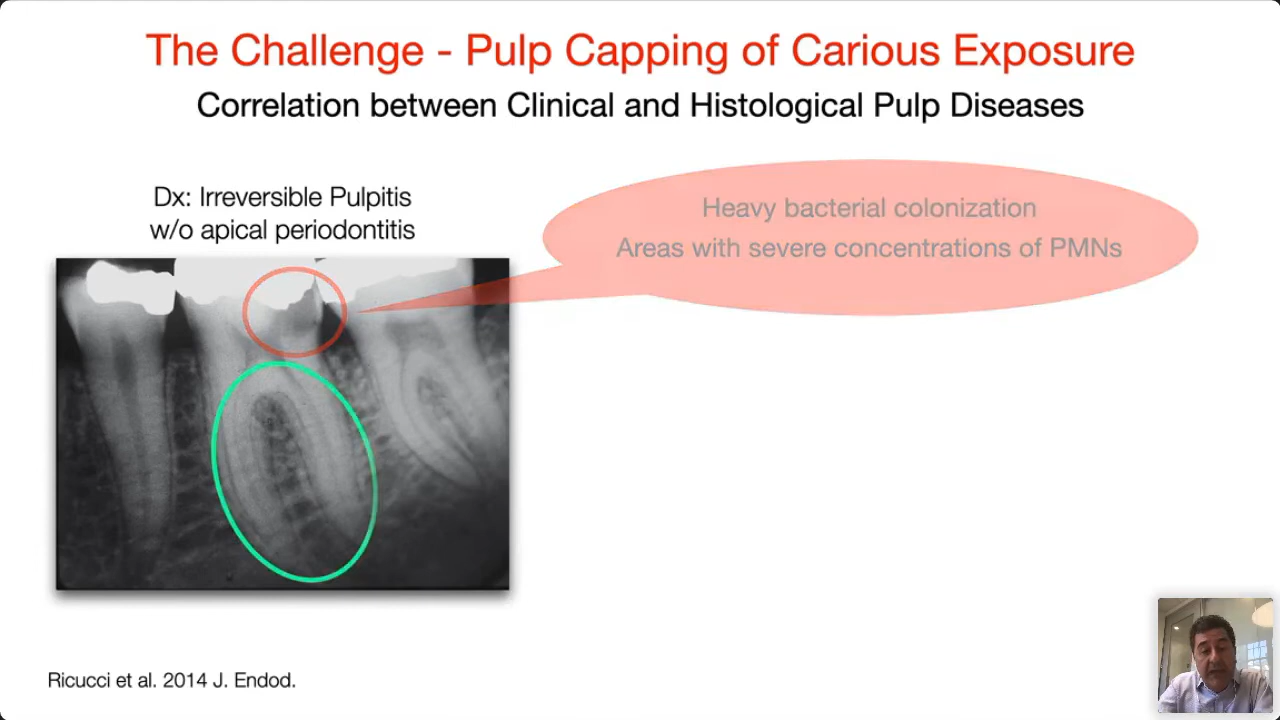 The Challenge - Pulp Capping of Carious Exposure
Correlation between Clinical and Histological Pulp Diseases
Dx: Irreversible Pulpitis
w/o apical periodontitis
Heavy bacterial colonization
Areas with severe concentrations of PMNs
Ricucci et al. 2014 J. Endod.